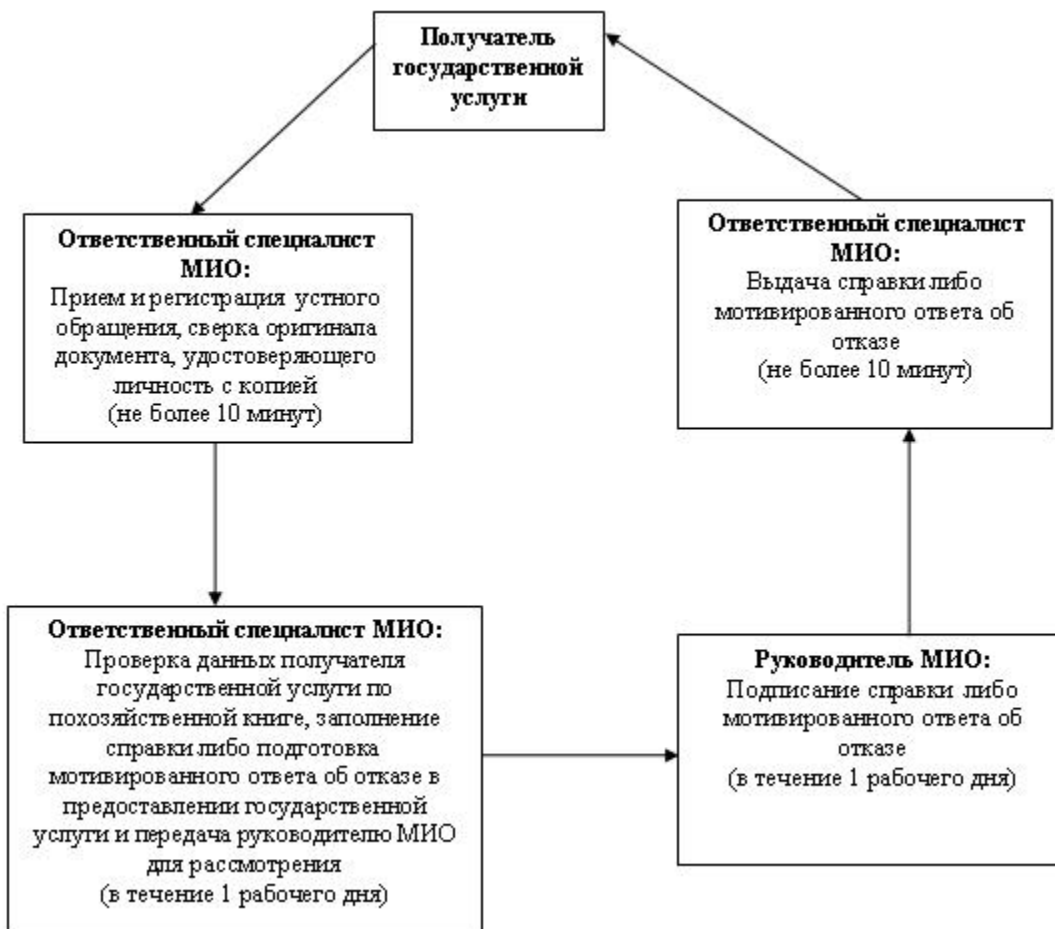 Получатель
государственной
услуги
Ответственный специалист
МИО:
Прием и регистрация устного
обращения, сверка оригинала
документа, удостоверяющего
личность с копией
(не более 10 минут)
Ответственный специалист МИО:
Проверка данных получателя
государственной услуги по
похозяйственной книге, заполнение
справки либо подготовка
мотивированного ответа об отказе в
предоставлении государственной
услуги и передача руководителю МИО
для рассмотрения
(в течение 1 рабочего дня)
Руководитель МИО:
Подписание справки либо
мотивированного ответа об
отказе
(в течение 1 рабочего дня)
Ответственный специалист
МИО:
Выдача справки либо
мотивированного ответа об
отказе
(не более 10 минут)